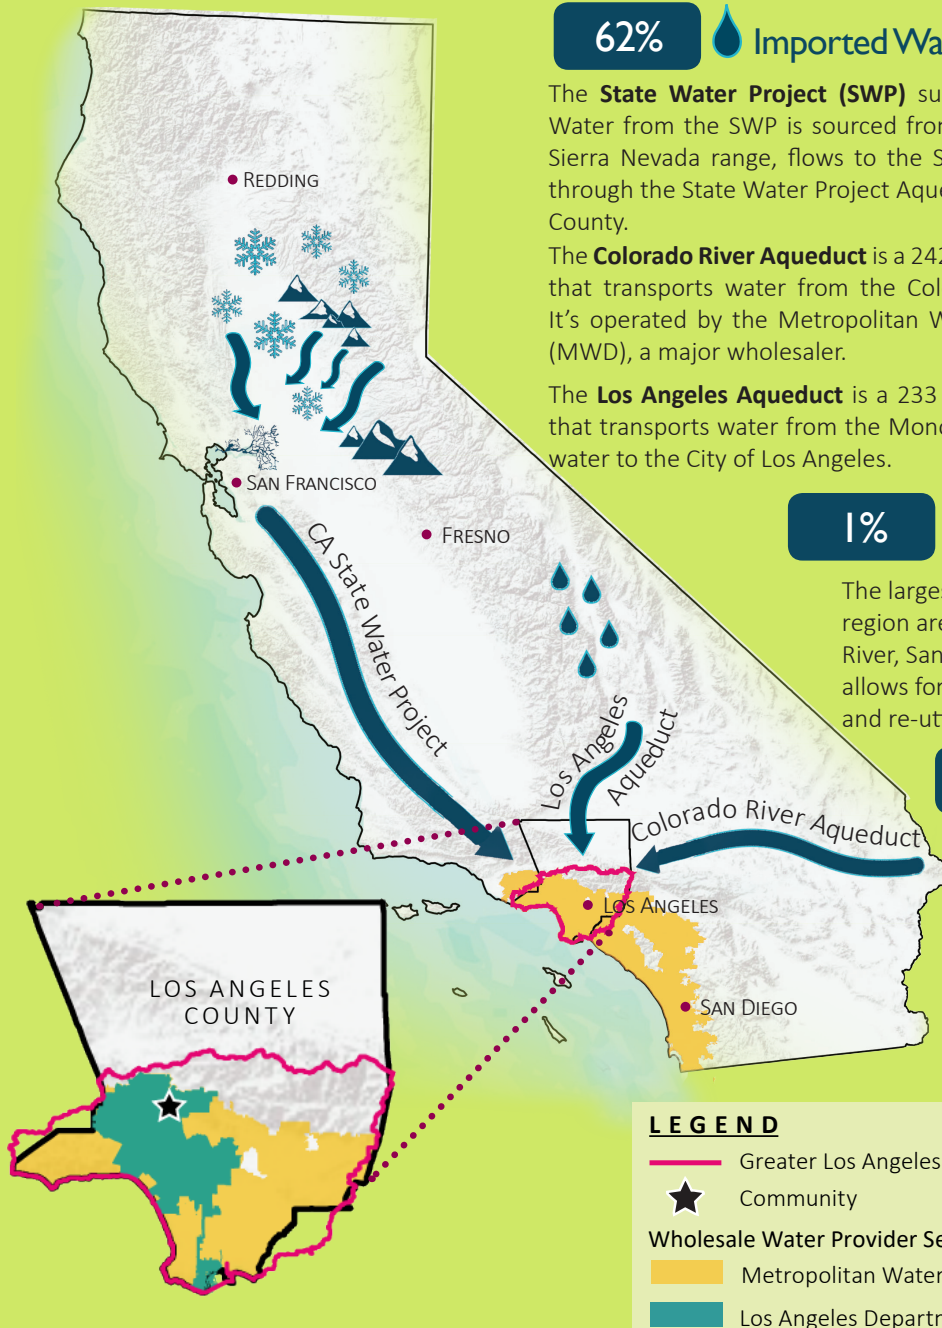 62%
Imported Wa
The State Water Project (SWP) su
Water from the SWP is sourced from
Sierra Nevada range, flows to the S
through the State Water Project Aque
County.
The Colorado River Aqueduct is a 242
that transports water from the Col
It's operated by the Metropolitan W
(MWD), a major wholesaler.
The Los Angeles Aqueduct is a 233
that transports water from the Mono
water to the City of Los Angeles.
1%
The larges
region are
River, San
allows for
and re-ut
REDDING
SAN FRANCISCO
FRESNO
CA State Water Project
Los Angeles
Aqueduct
Colorado River Aqueduct
LOS ANGELES
SAN DIEGO
LOS ANGELES
COUNTY
LEGEND
Greater Los Angeles
Community
Wholesale Water Provider Se
Metropolitan Water
Los Angeles Departm